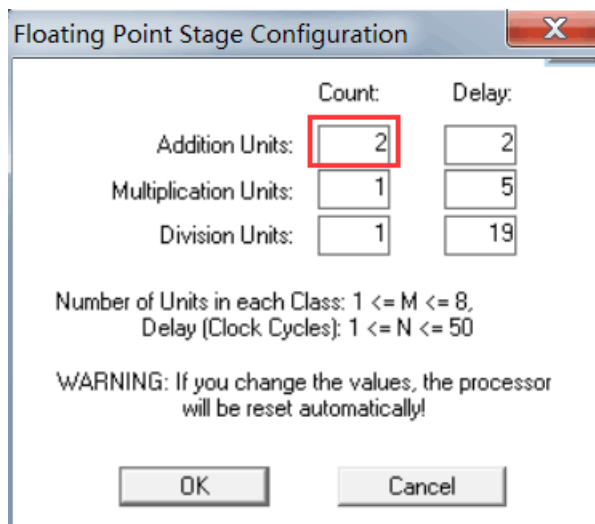 Floating Point Stage Configuration
Count: Delay:
Addition Units: 2 2
Multiplication Units: 1 5
Division Units: 1 19
Number of Units in each Class: 1 <= M <= 8,
Delay (Clock Cycles): 1 <= N <= 50
WARNING: If you change the values, the processor
will be reset automatically!
OK Cancel